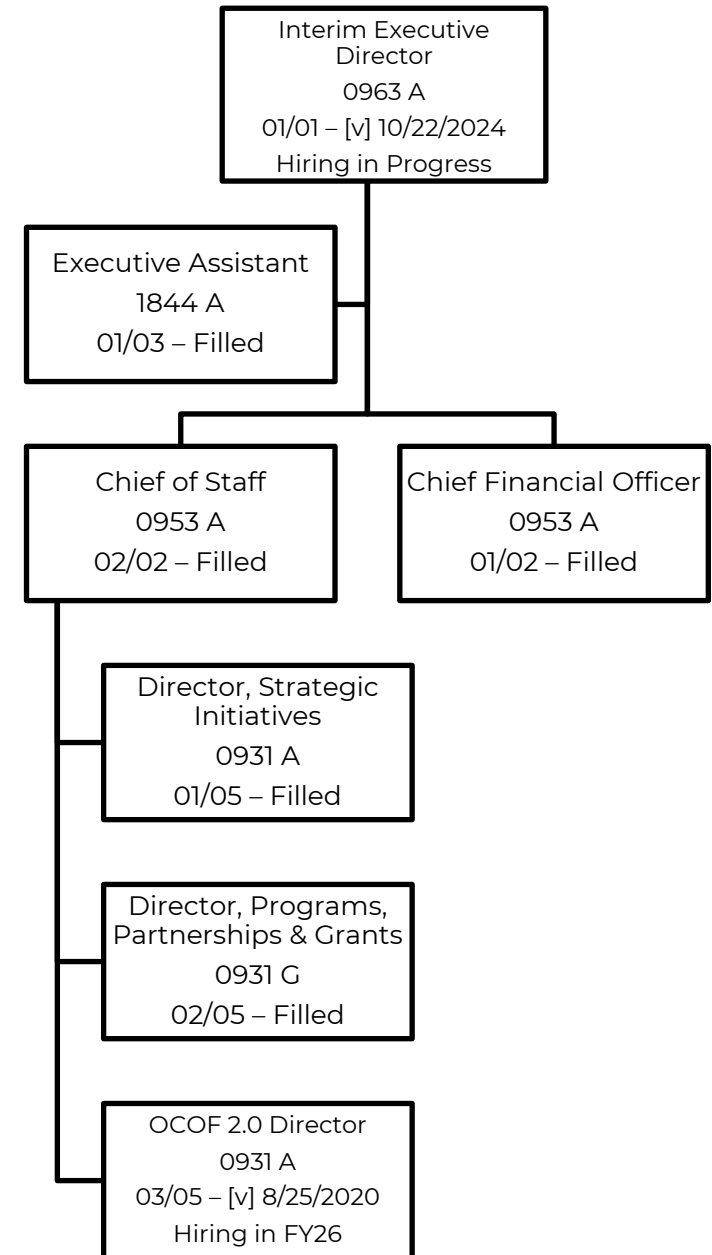 Interim Executive
Director
0963 A
01/01 – [v] 10/22/2024
Hiring in Progress
Executive Assistant
1844 A
01/03 – Filled
Chief of Staff
0953 A
02/02 – Filled
Chief Financial Officer
0953 A
01/02 – Filled
Director, Strategic
Initiatives
0931 A
01/05 – Filled
Director, Programs,
Partnerships & Grants
0931 G
02/05 – Filled
OCOF 2.0 Director
0931 A
03/05 – [v] 8/25/2020
Hiring in FY26